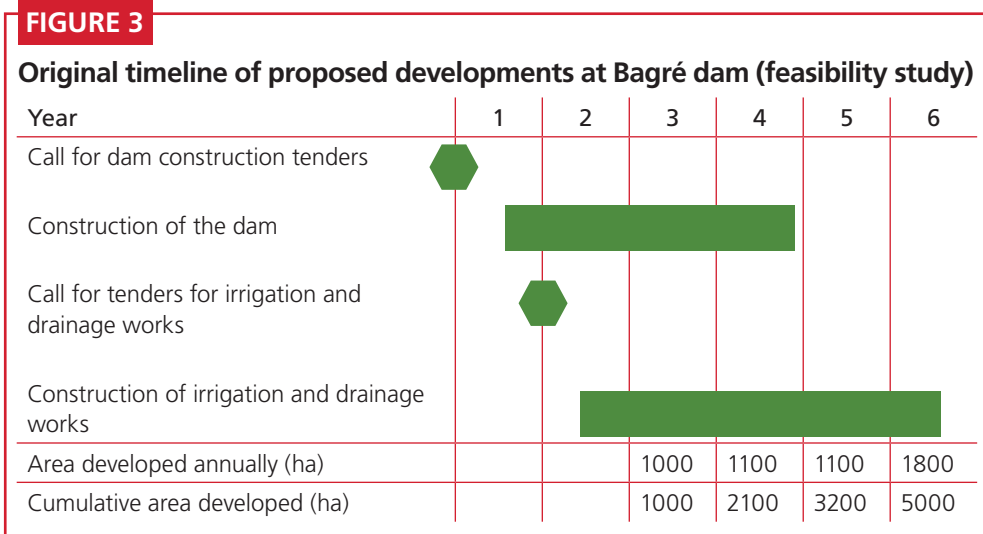 FIGURE 3
Original timeline of proposed developments at Bagré dam (feasibility study)
Year 1 2 3 4 5 6
Call for dam construction tenders
Construction of the dam
Call for tenders for irrigation and
drainage works
Construction of irrigation and drainage
works
Area developed annually (ha) 1000 1100 1100 1800
Cumulative area developed (ha) 1000 2100 3200 5000